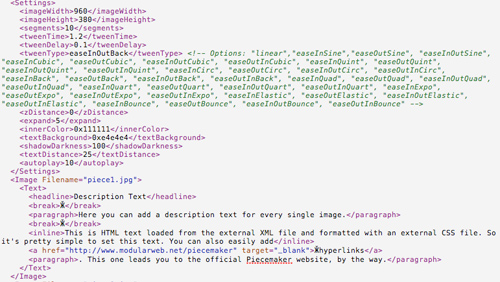 <Settings>
<imageWidth>960</imageWidth>
<imageHeight>380</imageHeight>
<segments>10</segments>
<tweenTime>1.2</tweenTime>
<tweenDelay>0.1</tweenDelay>
<tweenType>easeInOutBack</tweenType> <!-- Options: "linear","easeInSine","easeOutSine", "easeInOutSine",
"easeInCubic", "easeOutCubic", "easeInOutCubic", "easeOutInCubic", "easeInQuint", "easeOutQuint",
"easeInOutQuint", "easeOutInQuint", "easeInCirc", "easeOutCirc", "easeInOutCirc", "easeOutInCirc",
"easeInBack", "easeOutBack", "easeInOutBack", "easeOutInBack", "easeInQuad", "easeOutQuad", "easeInOutQuad",
"easeOutInQuad", "easeInQuart", "easeOutQuart", "easeInOutQuart", "easeOutInQuart", "easeInExpo",
"easeOutExpo", "easeInOutExpo", "easeOutInExpo", "easeInElastic", "easeOutElastic", "easeInOutElastic",
"easeOutInElastic", "easeInBounce", "easeOutBounce", "easeInOutBounce", "easeOutInBounce" -->
<zDistance>0</zDistance>
<expand>5</expand>
<innerColor>0x111111</innerColor>
<textBackground>0xe4e4e4</textBackground>
<shadowDarkness>100</shadowDarkness>
<textDistance>25</textDistance>
<autoplay>10</autoplay>
</Settings>
<Image Filename="piece1.jpg">
<Text>
<headline>Description Text</headline>
<break>Ӂ</break>
<paragraph>Here you can add a description text for every single image.</paragraph>
<break>Ӂ</break>
<inline>This is HTML text loaded from the external XML file and formatted with an external CSS file. So
it's pretty simple to set this text. You can also easily add</inline>
<a href="http://www.modularweb.net/piecemaker" target="_blank">Ӂhyperlinks</a>
<paragraph>. This one leads you to the official Piecemaker website, by the way.</paragraph>
</Text>
</Image>